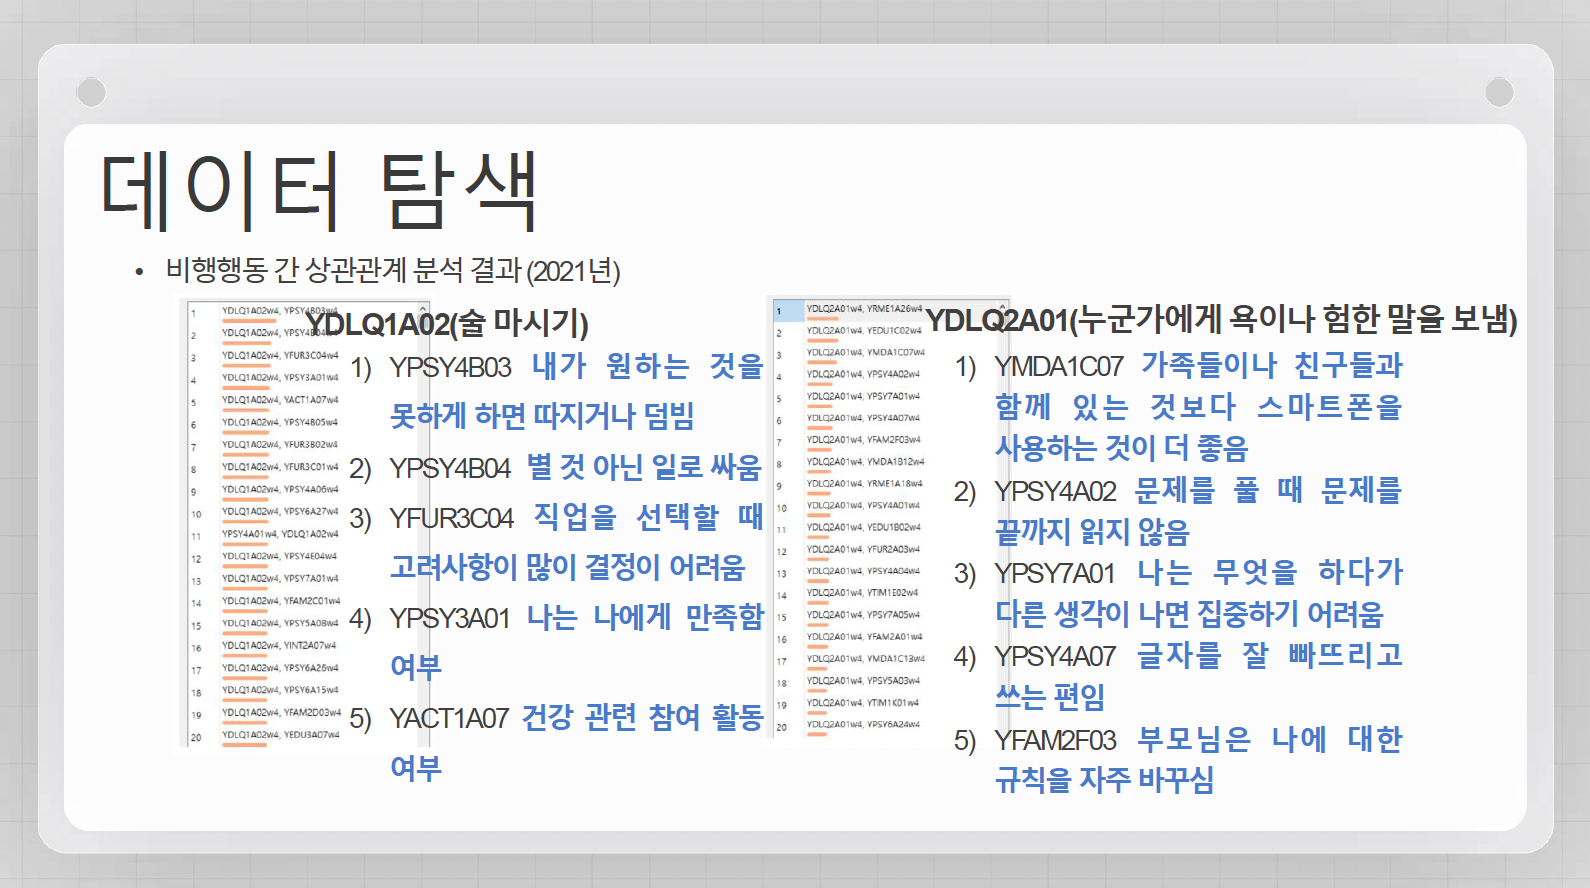 데이터 탐색
• 비행행동 간 상관관계 분석 결과 (2021년)
YDLQ1A02(술 마시기)
1) YPSY4B03 내가 원하는 것을
못하게 하면 따지거나 덤빔
2) YPSY4B04 별 것 아닌 일로 싸움
3) YFUR3C04 직업을 선택할 때
고려사항이 많이 결정이 어려움
4) YPSY3A01 나는 나에게 만족함
여부
5) YACT1A07 건강 관련 참여 활동
여부
1 YDLQ1A02w4, YPSY4B03w4
2 YDLQ1A02w4, YPSY4B04w4
3 YDLQ1A02w4, YFUR3C04w4
4 YDLQ1A02w4, YPSY3A01w4
5 YDLQ1A02w4, YACT1A07w4
6 YDLQ1A02w4, YPSY4B05w4
7 YDLQ1A02w4, YFUR3B02w4
8 YDLQ1A02w4, YFUR3C01w4
9 YDLQ1A02w4, YPSY4A06w4
10 YDLQ1A02w4, YPSY6A27w4
11 YPSY4A01w4, YDLQ1A02w4
12 YDLQ1A02w4, YPSY4E04w4
13 YDLQ1A02w4, YPSY7A01w4
14 YDLQ1A02w4, YFAM2C01w4
15 YDLQ1A02w4, YPSY5A08w4
16 YDLQ1A02w4, YINT2A07w4
17 YDLQ1A02w4, YPSY6A26w4
18 YDLQ1A02w4, YPSY6A15w4
19 YDLQ1A02w4, YFAM2D03w4
20 YDLQ1A02w4, YEDU3A07w4
YDLQ2A01(누군가에게 욕이나 험한 말을 보냄)
1) YMDA1C07 가족들이나 친구들과
함께 있는 것보다 스마트폰을
사용하는 것이 더 좋음
2) YPSY4A02 문제를 풀 때 문제를
끝까지 읽지 않음
3) YPSY7A01 나는 무엇을 하다가
다른 생각이 나면 집중하기 어려움
4) YPSY4A07 글자를 잘 빠뜨리고
쓰는 편임
5) YFAM2F03 부모님은 나에 대한
규칙을 자주 바꾸심
1 YDLQ2A01w4, YRME1A26w4
2 YDLQ2A01w4, YEDU1C02w4
3 YDLQ2A01w4, YMDA1C07w4
4 YDLQ2A01w4, YPSY4A02w4
5 YDLQ2A01w4, YPSY7A01w4
6 YDLQ2A01w4, YPSY4A07w4
7 YDLQ2A01w4, YFAM2F03w4
8 YDLQ2A01w4, YMDA1B12w4
9 YDLQ2A01w4, YRME1A18w4
10 YDLQ2A01w4, YPSY4A01w4
11 YDLQ2A01w4, YEDU1B02w4
12 YDLQ2A01w4, YFUR2A03w4
13 YDLQ2A01w4, YPSY4A04w4
14 YDLQ2A01w4, YTIM1E02w4
15 YDLQ2A01w4, YPSY7A05w4
16 YDLQ2A01w4, YFAM2A01w4
17 YDLQ2A01w4, YMDA1C13w4
18 YDLQ2A01w4, YPSY5A03w4
19 YDLQ2A01w4, YTIM1K01w4
20 YDLQ2A01w4, YPSY6A24w4